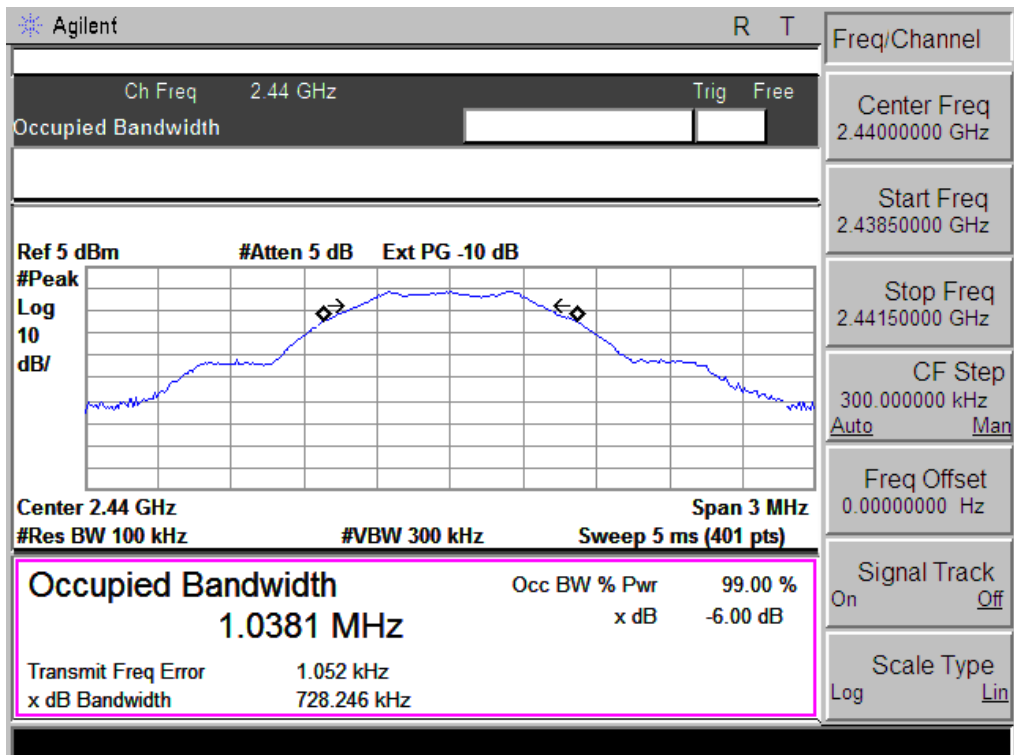 Agilent R T
Ch Freq 2.44 GHz Trig Free
Occupied Bandwidth
Ref 5 dBm #Atten 5 dB Ext PG -10 dB
#Peak
Log
10
dB/
Center 2.44 GHz Span 3 MHz
#Res BW 100 kHz #VBW 300 kHz Sweep 5 ms (401 pts)
Occupied Bandwidth
1.0381 MHz
Occ BW % Pwr 99.00 %
x dB -6.00 dB
Transmit Freq Error 1.052 kHz
x dB Bandwidth 728.246 kHz
Freq/Channel
Center Freq
2.44000000 GHz
Start Freq
2.43850000 GHz
Stop Freq
2.44150000 GHz
CF Step
300.000000 kHz
Auto Man
Freq Offset
0.00000000 Hz
Signal Track
On Off
Scale Type
Log Lin